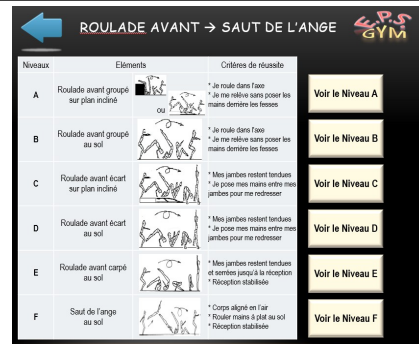 ROULADE AVANT → SAUT DE L'ANGE
E.P.S
GYM
Niveaux Eléments Critères de réussite
A
Roulade avant groupé
sur plan incliné
ou
* Je roule dans l'axe
* Je me relève sans poser les
mains derrière les fesses
Voir le Niveau A
B
Roulade avant groupé
au sol
* Je roule dans l'axe
* Je me relève sans poser les
mains derrière les fesses
Voir le Niveau B
C
Roulade avant écart
sur plan incliné
* Mes jambes restent tendues
* Je pose mes mains entre mes
jambes pour me redresser
Voir le Niveau C
D
Roulade avant écart
au sol
* Mes jambes restent tendues
* Je pose mes mains entre mes
jambes pour me redresser
Voir le Niveau D
E
Roulade avant carpé
au sol
* Mes jambes restent tendues
et serrées jusqu'à la réception
* Réception stabilisée
Voir le Niveau E
F
Saut de l'ange
au sol
* Corps aligné en l'air
* Rouler mains à plat au sol
* Réception stabilisée
Voir le Niveau F